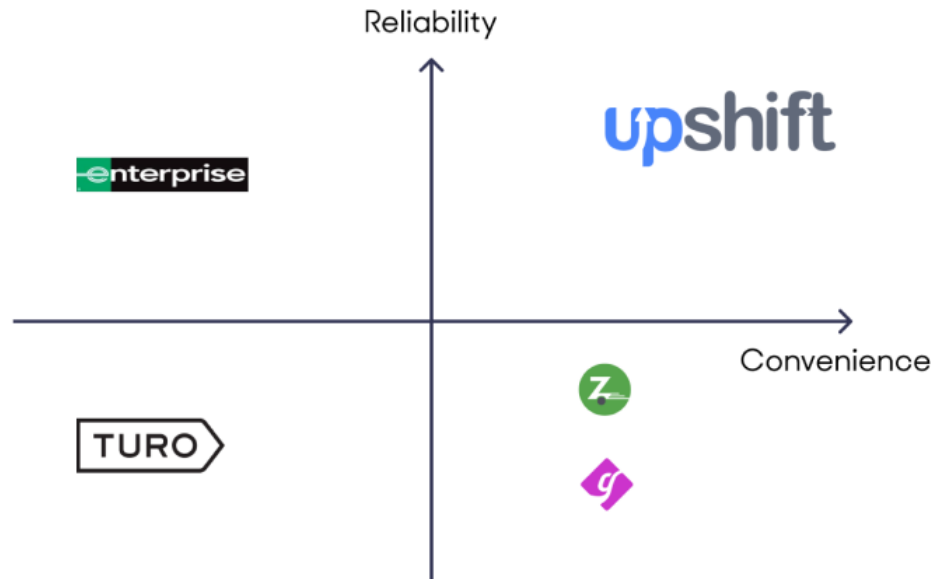 Reliability
upshift
enterprise
Convenience
Z
TURO
g